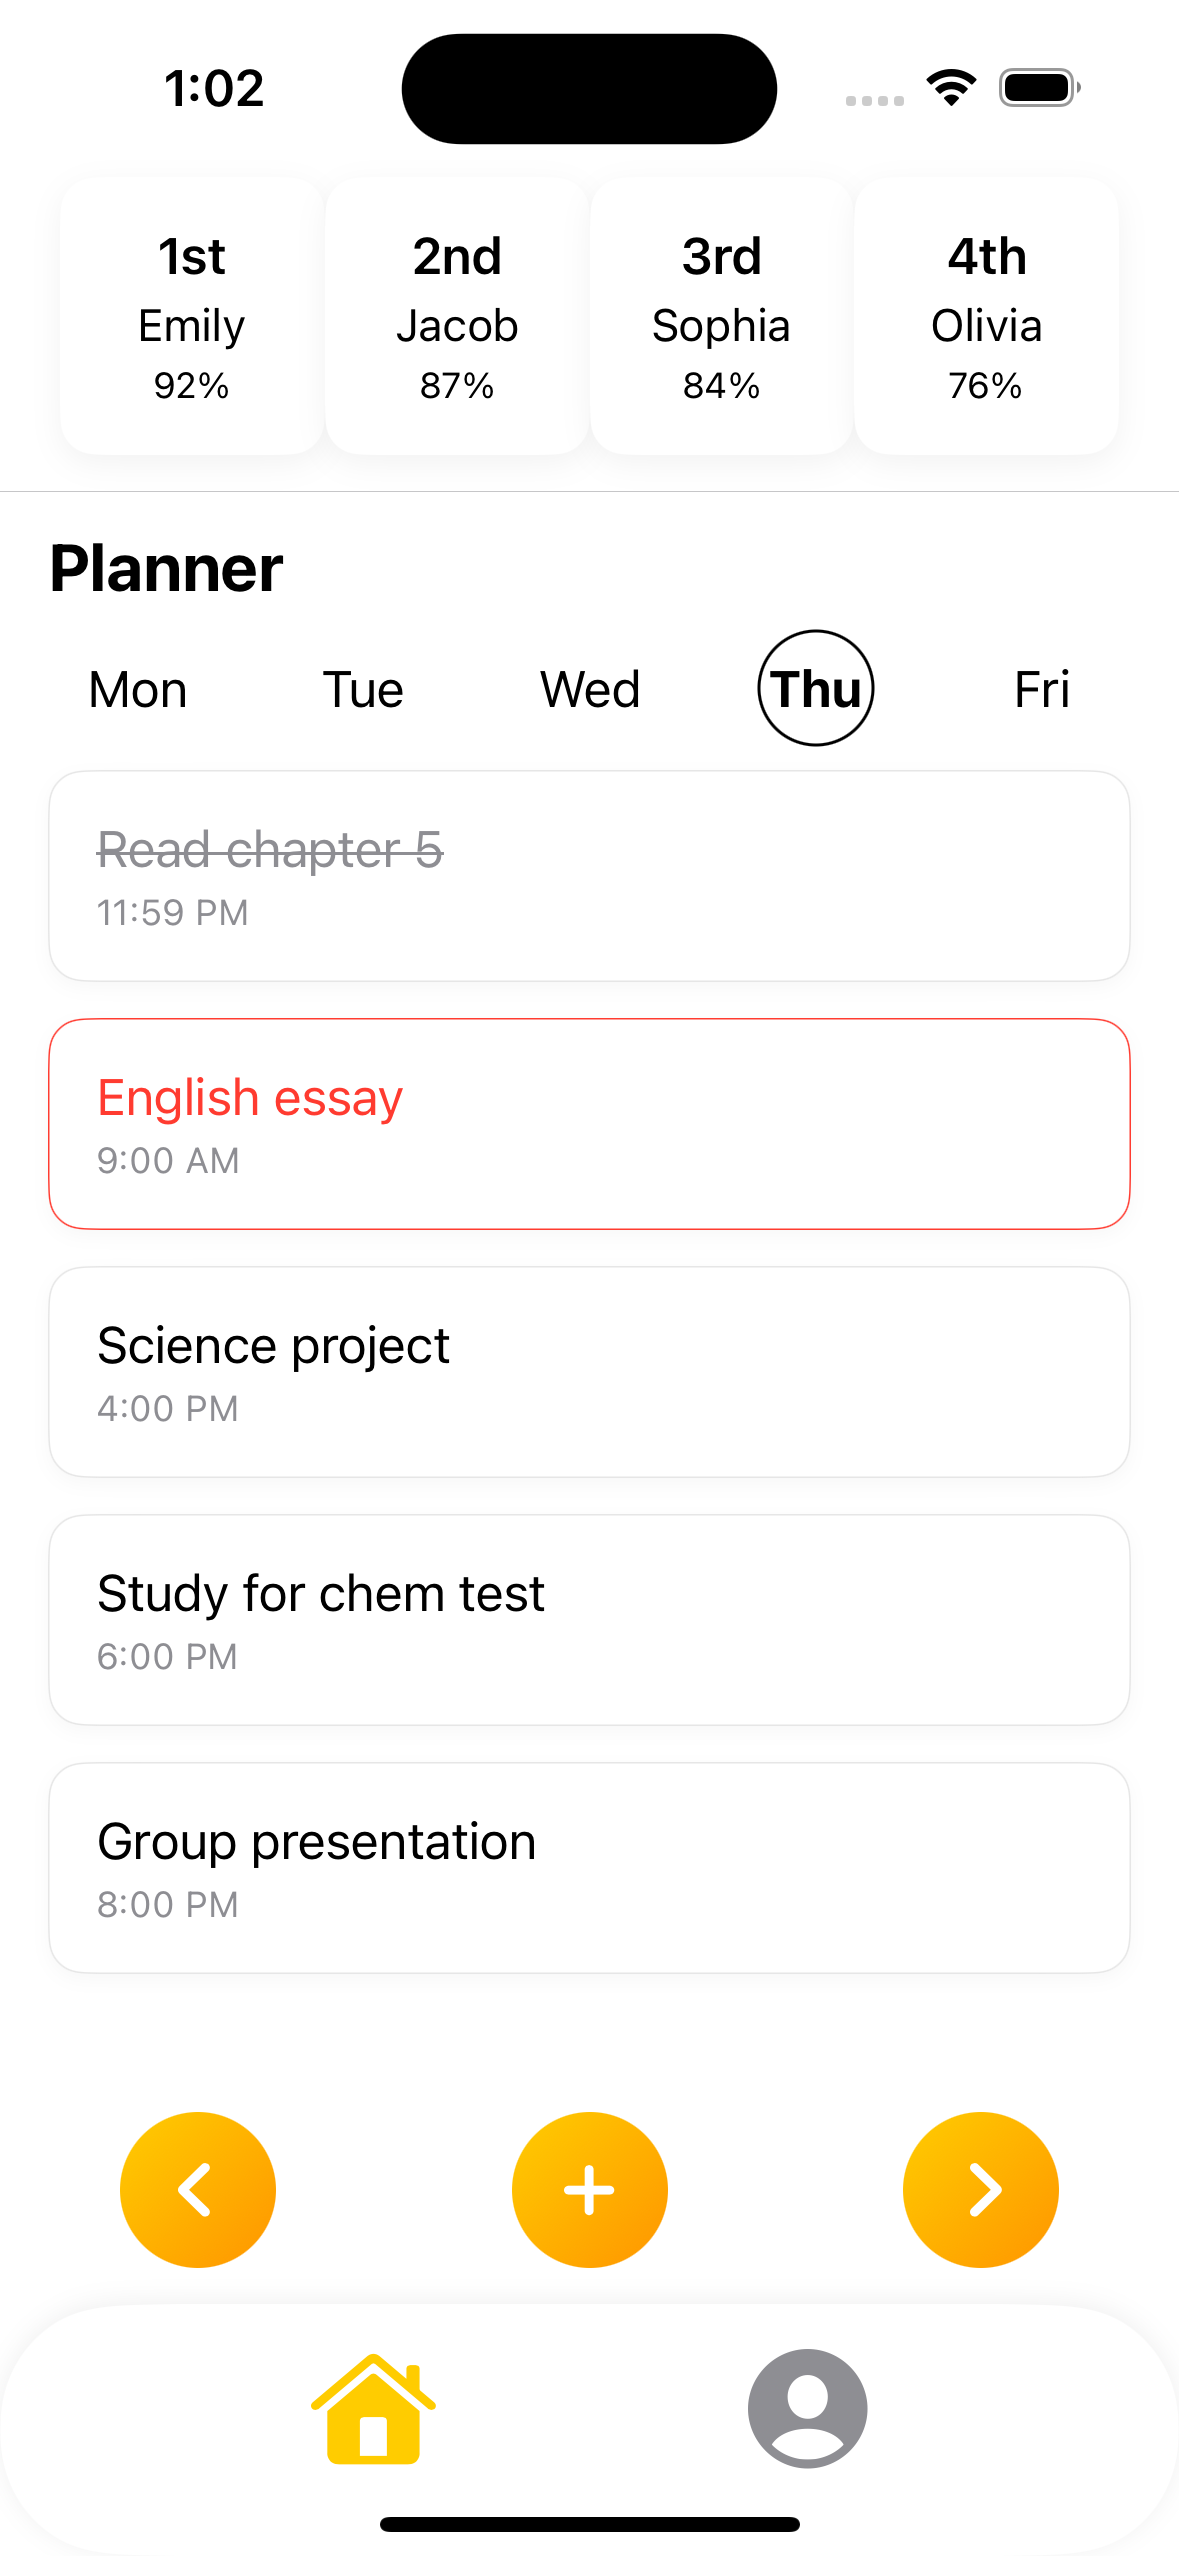 1:02
1st 2nd 3rd 4th
Emily Jacob Sophia Olivia
92% 87% 84% 76%
Planner
Mon Tue Wed Thu Fri
Read chapter 5
11:59 PM
English essay
9:00 AM
Science project
4:00 PM
Study for chem test
6:00 PM
Group presentation
8:00 PM